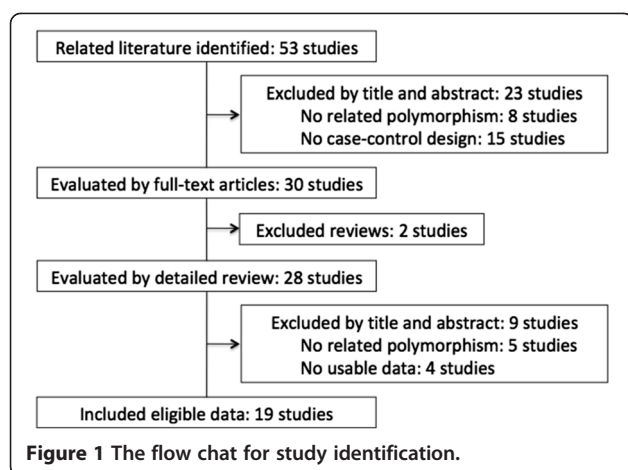 Related literature identified: 53 studies
Excluded by title and abstract: 23 studies
No related polymorphism: 8 studies
No case-control design: 15 studies
Evaluated by full-text articles: 30 studies
Excluded reviews: 2 studies
Evaluated by detailed review: 28 studies
Excluded by title and abstract: 9 studies
No related polymorphism: 5 studies
No usable data: 4 studies
Included eligible data: 19 studies
Figure 1 The flow chat for study identification.